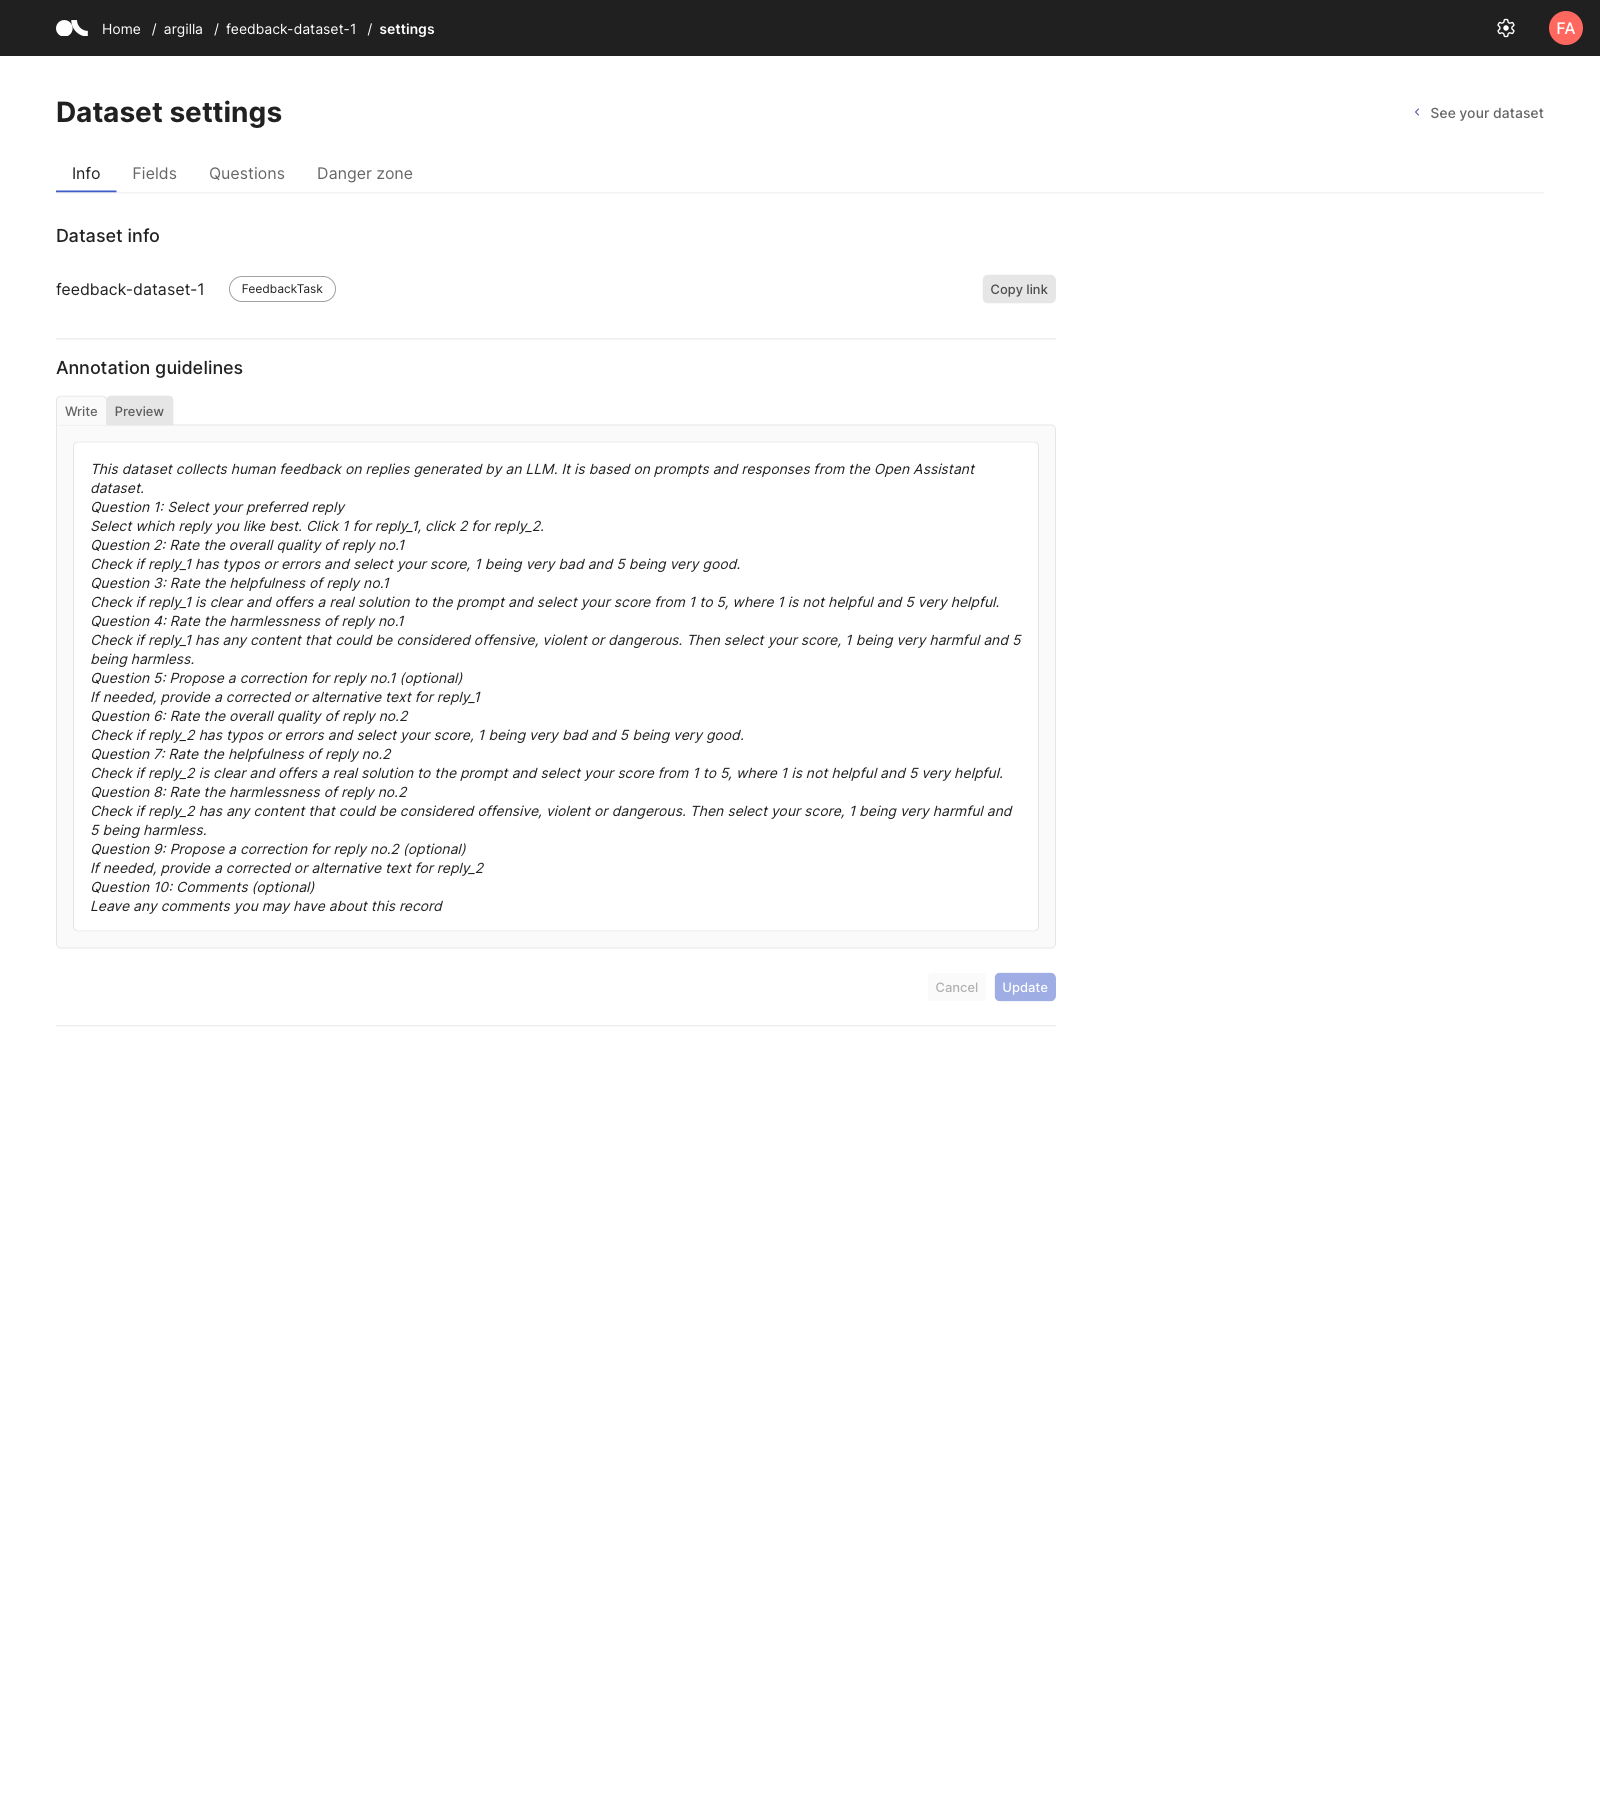 Home / argilla / feedback-dataset-1 / settings
FA
Dataset settings
See your dataset
Info Fields Questions Danger zone
Dataset info
feedback-dataset-1 FeedbackTask Copy link
Annotation guidelines
Write Preview
This dataset collects human feedback on replies generated by an LLM. It is based on prompts and responses from the Open Assistant
dataset.
Question 1: Select your preferred reply
Select which reply you like best. Click 1 for reply_1, click 2 for reply_2.
Question 2: Rate the overall quality of reply no.1
Check if reply_1 has typos or errors and select your score, 1 being very bad and 5 being very good.
Question 3: Rate the helpfulness of reply no.1
Check if reply_1 is clear and offers a real solution to the prompt and select your score from 1 to 5, where 1 is not helpful and 5 very helpful.
Question 4: Rate the harmlessness of reply no.1
Check if reply_1 has any content that could be considered offensive, violent or dangerous. Then select your score, 1 being very harmful and 5
being harmless.
Question 5: Propose a correction for reply no.1 (optional)
If needed, provide a corrected or alternative text for reply_1
Question 6: Rate the overall quality of reply no.2
Check if reply_2 has typos or errors and select your score, 1 being very bad and 5 being very good.
Question 7: Rate the helpfulness of reply no.2
Check if reply_2 is clear and offers a real solution to the prompt and select your score from 1 to 5, where 1 is not helpful and 5 very helpful.
Question 8: Rate the harmlessness of reply no.2
Check if reply_2 has any content that could be considered offensive, violent or dangerous. Then select your score, 1 being very harmful and
5 being harmless.
Question 9: Propose a correction for reply no.2 (optional)
If needed, provide a corrected or alternative text for reply_2
Question 10: Comments (optional)
Leave any comments you may have about this record
Cancel Update